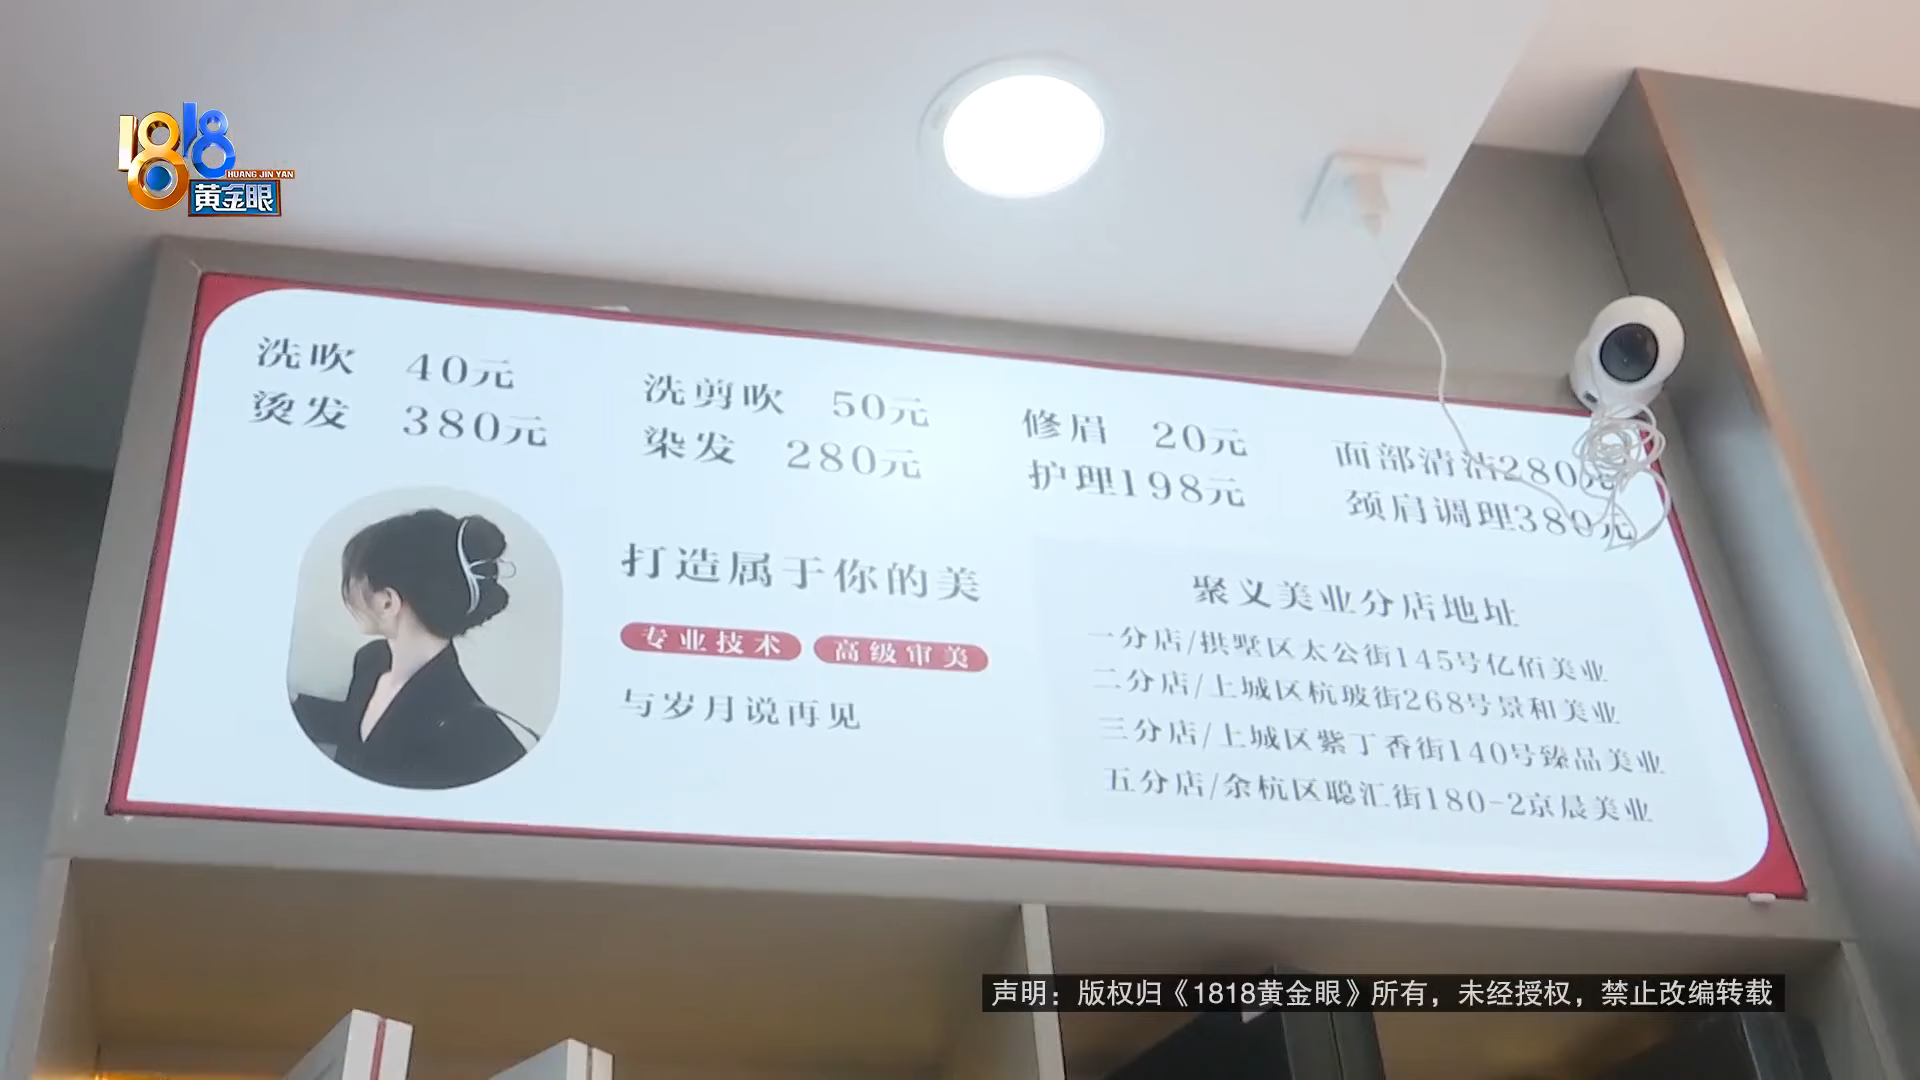 1818
HUANG JIN YAN
黄金眼
洗吹 40元
洗剪吹 50元
修眉 20元
面部清洁280元
烫发 380元
染发 280元
护理198元
颈肩调理380元
打造属于你的美
专业技术 高级审美
与岁月说再见
聚义美业分店地址
一分店/拱墅区太公街145号亿佰美业
二分店/上城区杭玻街268号景和美业
三分店/上城区紫丁香街140号臻品美业
五分店/余杭区聪汇街180-2京晨美业
声明：版权归《1818黄金眼》所有，未经授权，禁止改编转载